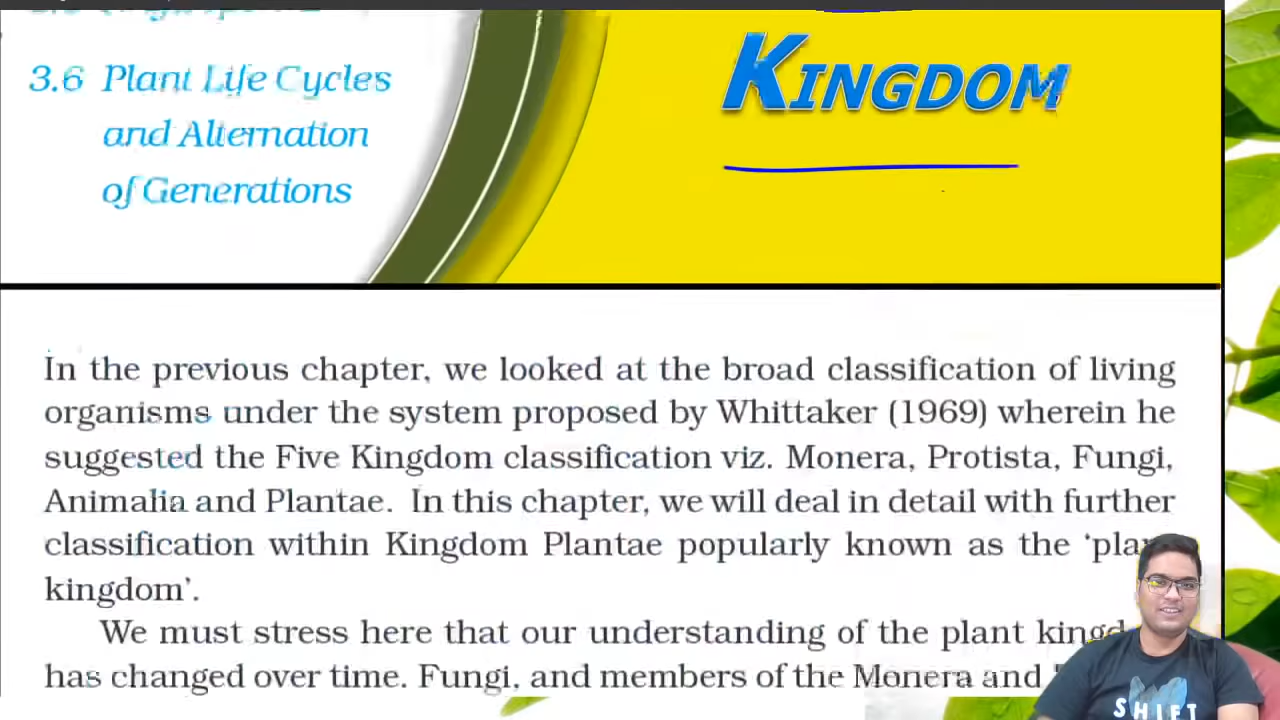 3.6 Plant Life Cycles
and Alternation
of Generations
KINGDOM
In the previous chapter, we looked at the broad classification of living
organisms under the system proposed by Whittaker (1969) wherein he
suggested the Five Kingdom classification viz. Monera, Protista, Fungi,
Animalia and Plantae. In this chapter, we will deal in detail with further
classification within Kingdom Plantae popularly known as the
kingdom'.
We must stress here that our understanding of the plant
has changed over time. Fungi, and members of the Monera and
SHIFT